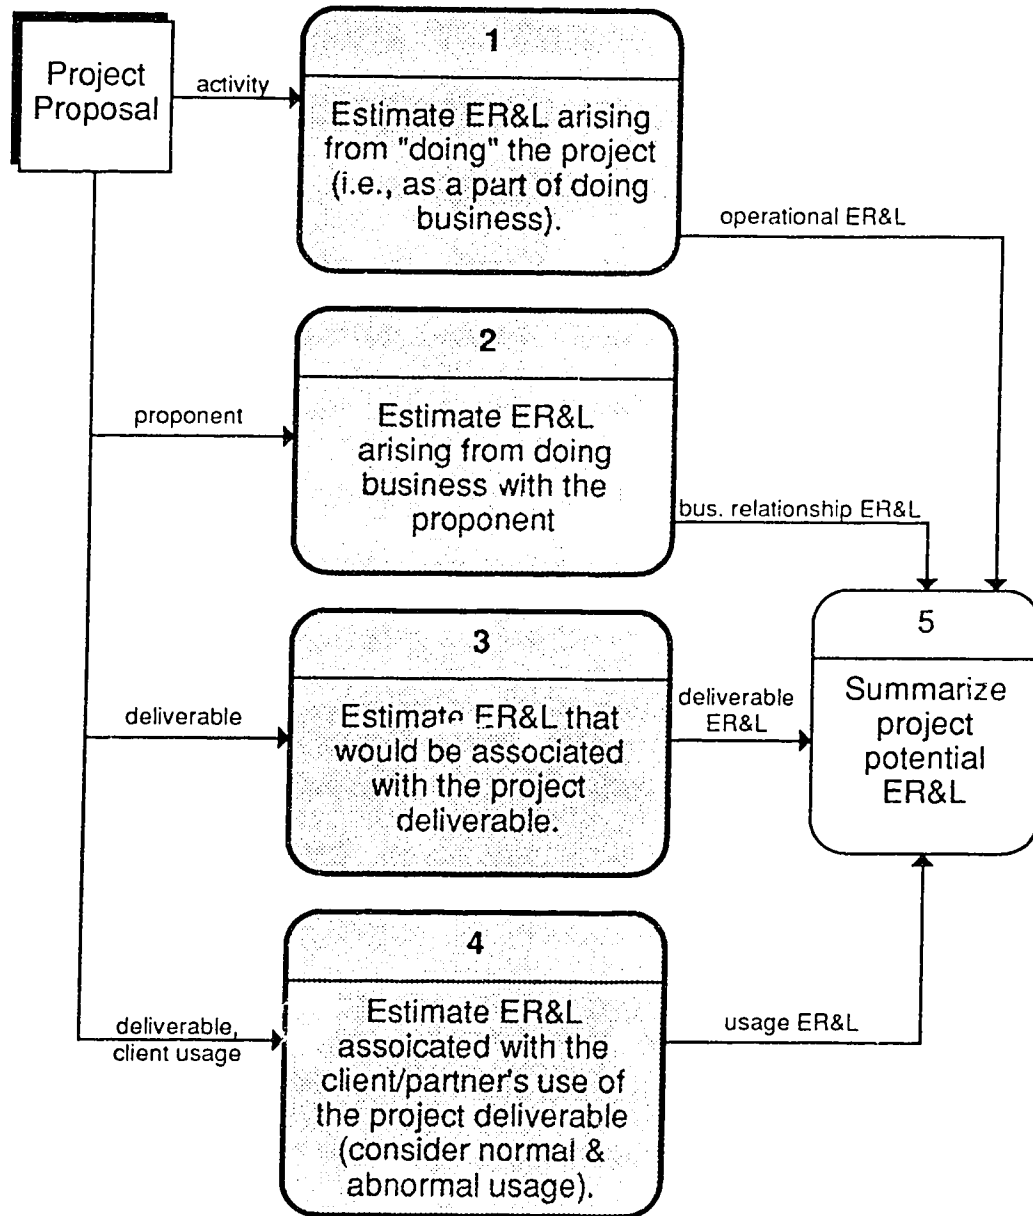 Project
Proposal
activity
1
Estimate ER&L arising
from "doing" the project
(i.e., as a part of doing
business).
operational ER&L
proponent
2
Estimate ER&L
arising from doing
business with the
proponent
bus. relationship ER&L
deliverable
3
Estimate ER&L that
would be associated
with the project
deliverable.
deliverable
ER&L
5
Summarize
project
potential
ER&L
deliverable,
client usage
4
Estimate ER&L
assoicated with the
client/partner's use of
the project deliverable
(consider normal &
abnormal usage).
usage ER&L